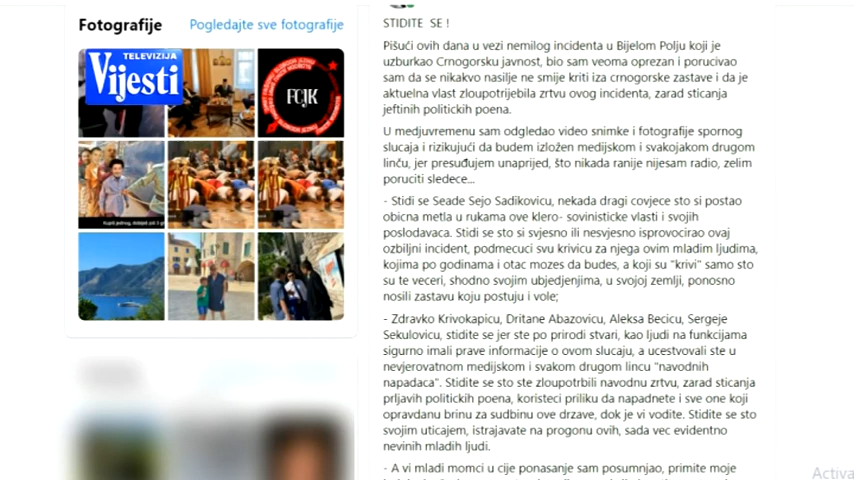 Fotografije
Pogledajte sve fotografije
TELEVIZIJA
Vijesti
FCJK
STIDITE SE !
Pišući ovih dana u vezi nemilog incidenta u Bijelom Polju koji je
uzburkao Crnogorsku javnost, bio sam veoma oprezan i porucivao
sam da se nikakvo nasilje ne smije kriti iza crnogorske zastave i da je
aktuelna vlast zloupotrijebila zrtvu ovog incidenta, zarad sticanja
jeftinih politickih poena.
U medjuvremenu sam odgledao video snimke i fotografije spornog
slucaja i rizikujući da budem izložen medijskom i svakojakom drugom
linču, jer presuđujem unaprijed, što nikada ranije nijesam radio, zelim
poruciti sledece...
- Stidi se Seade Sejo Sadikovicu, nekada dragi covjece sto si postao
obicna metla u rukama ove klero- sovinisticke vlasti i svojih
poslodavaca. Stidi se sto si svjesno ili nesvjesno isprovocirao ovaj
ozbiljni incident, podmecuci svu krivicu za njega ovim mladim ljudima,
kojima po godinama i otac mozes da budes, a koji su "krivi" samo sto
su te veceri, shodno svojim ubjedjenjima, u svojoj zemlji, ponosno
nosili zastavu koju postuju i vole;
- Zdravko Krivokapicu, Dritane Abazovicu, Aleksa Becicu, Sergeje
Sekulovicu, stidite se jer ste po prirodi stvari, kao ljudi na funkcijama
sigurno imali prave informacije o ovom slucaju, a ucestvovali ste u
nevjerovatnom medijskom i svakom drugom lincu "navodnih
napadaca". Stidite se sto ste zloupotrbili navodnu zrtvu, zarad sticanja
prljavih politickih poena, koristeci priliku da napadnete i sve one koji
opravdanu brinu za sudbinu ove drzave, dok je vi vodite. Stidite se sto
svojim uticajem, istrajavate na progonu ovih, sada vec evidentno
nevinih mladih ljudi.
- A vi mladi momci u cije ponasanje sam posumnjao, primite moje
Activa